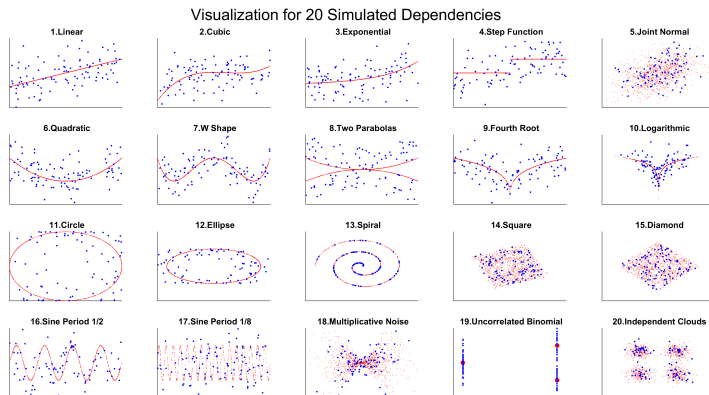 Visualization for 20 Simulated Dependencies
1.Linear
2.Cubic
3.Exponential
4.Step Function
5.Joint Normal
6.Quadratic
7.W Shape
8.Two Parabolas
9.Fourth Root
10.Logarithmic
11.Circle
12.Ellipse
13.Spiral
14.Square
15.Diamond
16.Sine Period 1/2
17.Sine Period 1/8
18.Multiplicative Noise
19.Uncorrelated Binomial
20.Independent Clouds